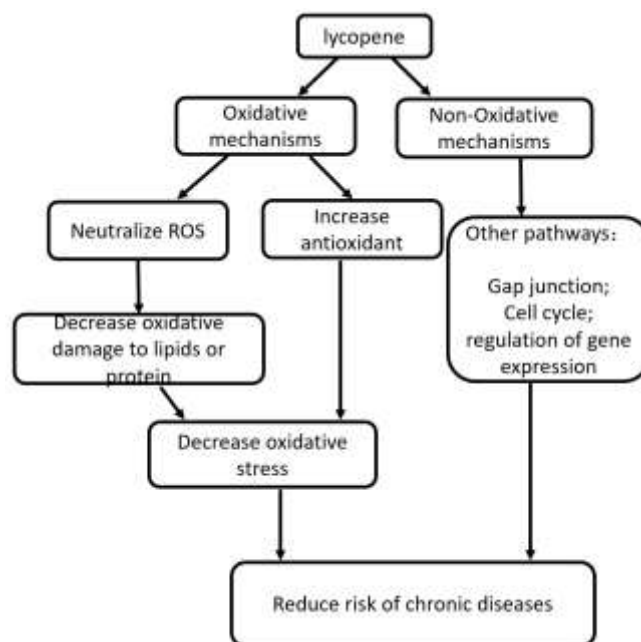 lycopene
Oxidative
mechanisms
Non-Oxidative
mechanisms
Neutralize ROS
Increase
antioxidant
Other pathways：
Gap junction;
Cell cycle;
regulation of gene
expression
Decrease oxidative
damage to lipids or
protein
Decrease oxidative
stress
Reduce risk of chronic diseases